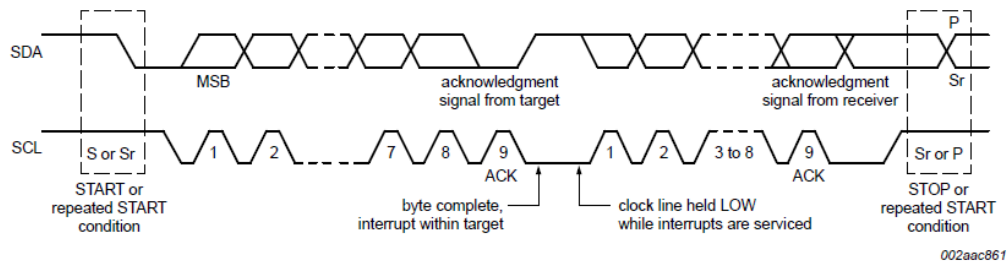 SDA
MSB
acknowledgment
signal from target
acknowledgment
signal from receiver
P
Sr
SCL
S or Sr
1
2
7
8
9
1
2
3 to 8
9
Sr or P
ACK
ACK
START or
repeated START
condition
byte complete,
interrupt within target
clock line held LOW
while interrupts are serviced
STOP or
repeated START
condition
002aac861